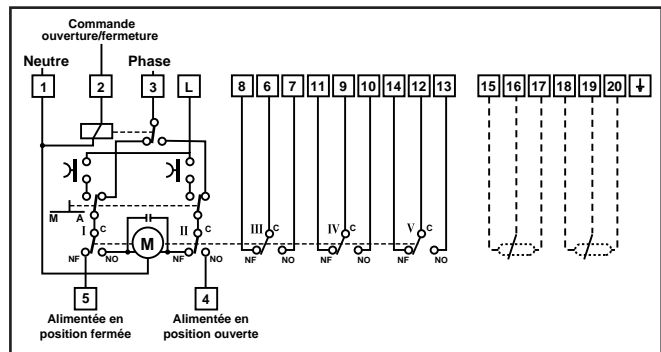 Commande
ouverture/fermeture
Neutre Phase
1 2 3 L 8 6 7 11 9 10 14 12 13 15 16 17 18 19 20
M A
I C II C III C IV C V C
M
NF NO NF NO NF NO NF NO NF NO
5 4
Alimentée en Alimentée en
position fermée position ouverte